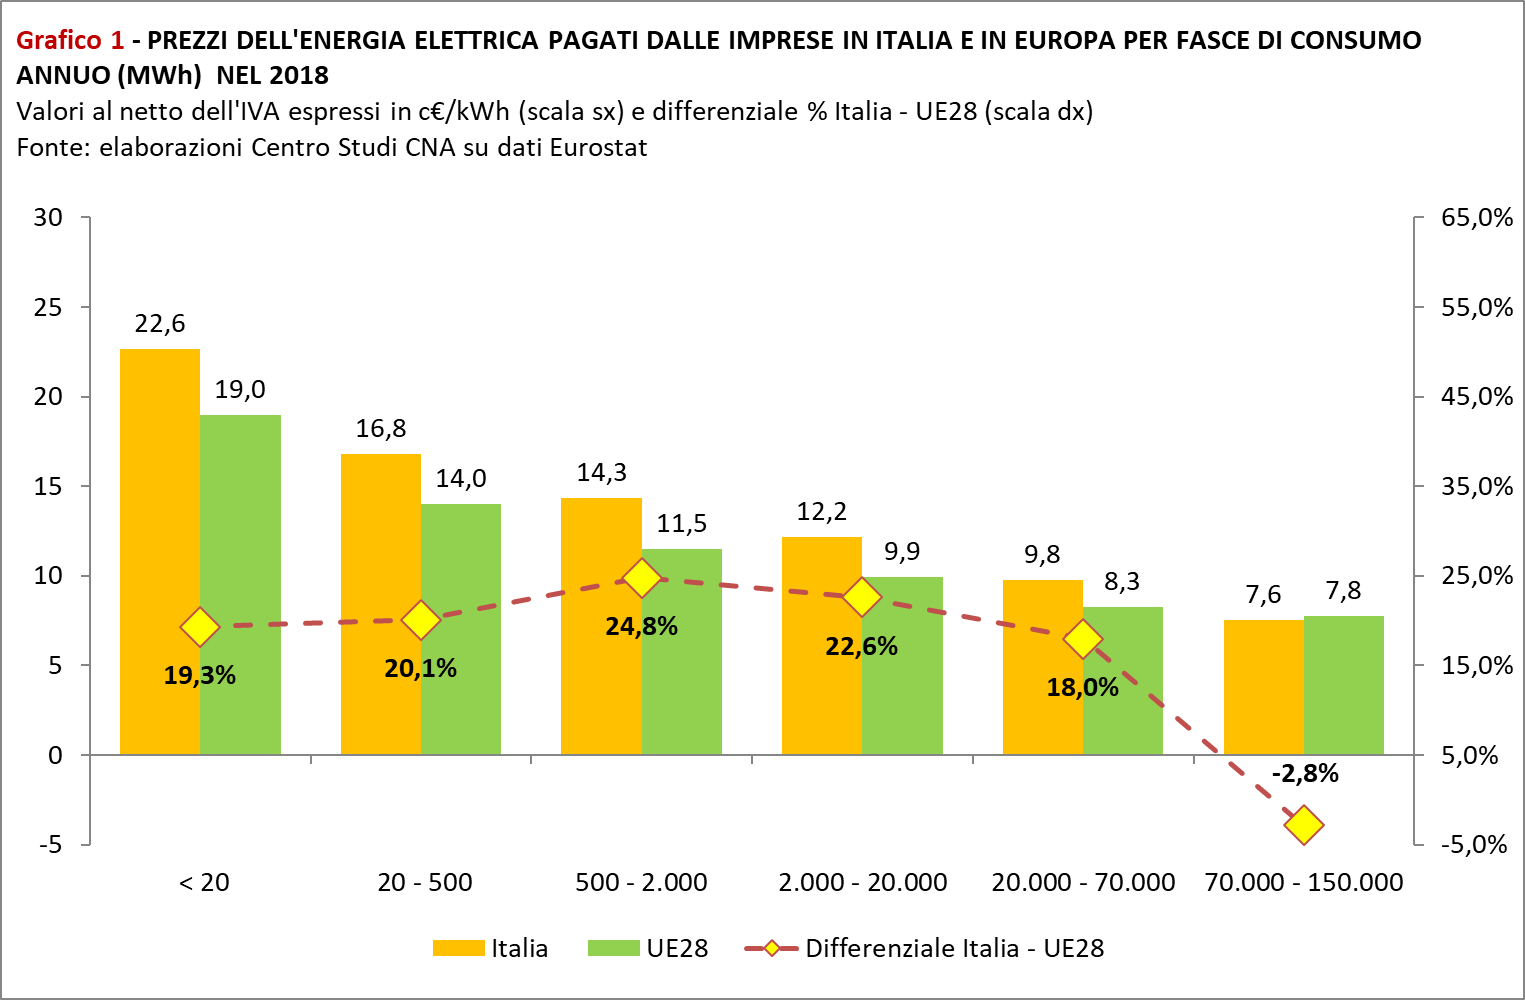 Grafico 1 - PREZZI DELL'ENERGIA ELETTRICA PAGATI DALLE IMPRESE IN ITALIA E IN EUROPA PER FASCE DI CONSUMO
ANNUO (MWh)  NEL 2018
Valori al netto dell'IVA espressi in c€/kWh (scala sx) e differenziale % Italia - UE28 (scala dx)
Fonte: elaborazioni Centro Studi CNA su dati Eurostat
30
25
20
15
10
5
0
-5
65,0%
55,0%
45,0%
35,0%
25,0%
15,0%
5,0%
-5,0%
22,6
19,0
16,8
14,0
14,3
11,5
12,2
9,9
9,8
8,3
7,6
7,8
19,3%
20,1%
24,8%
22,6%
18,0%
-2,8%
< 20
20 - 500
500 - 2.000
2.000 - 20.000
20.000 - 70.000
70.000 - 150.000
Italia
UE28
Differenziale Italia - UE28